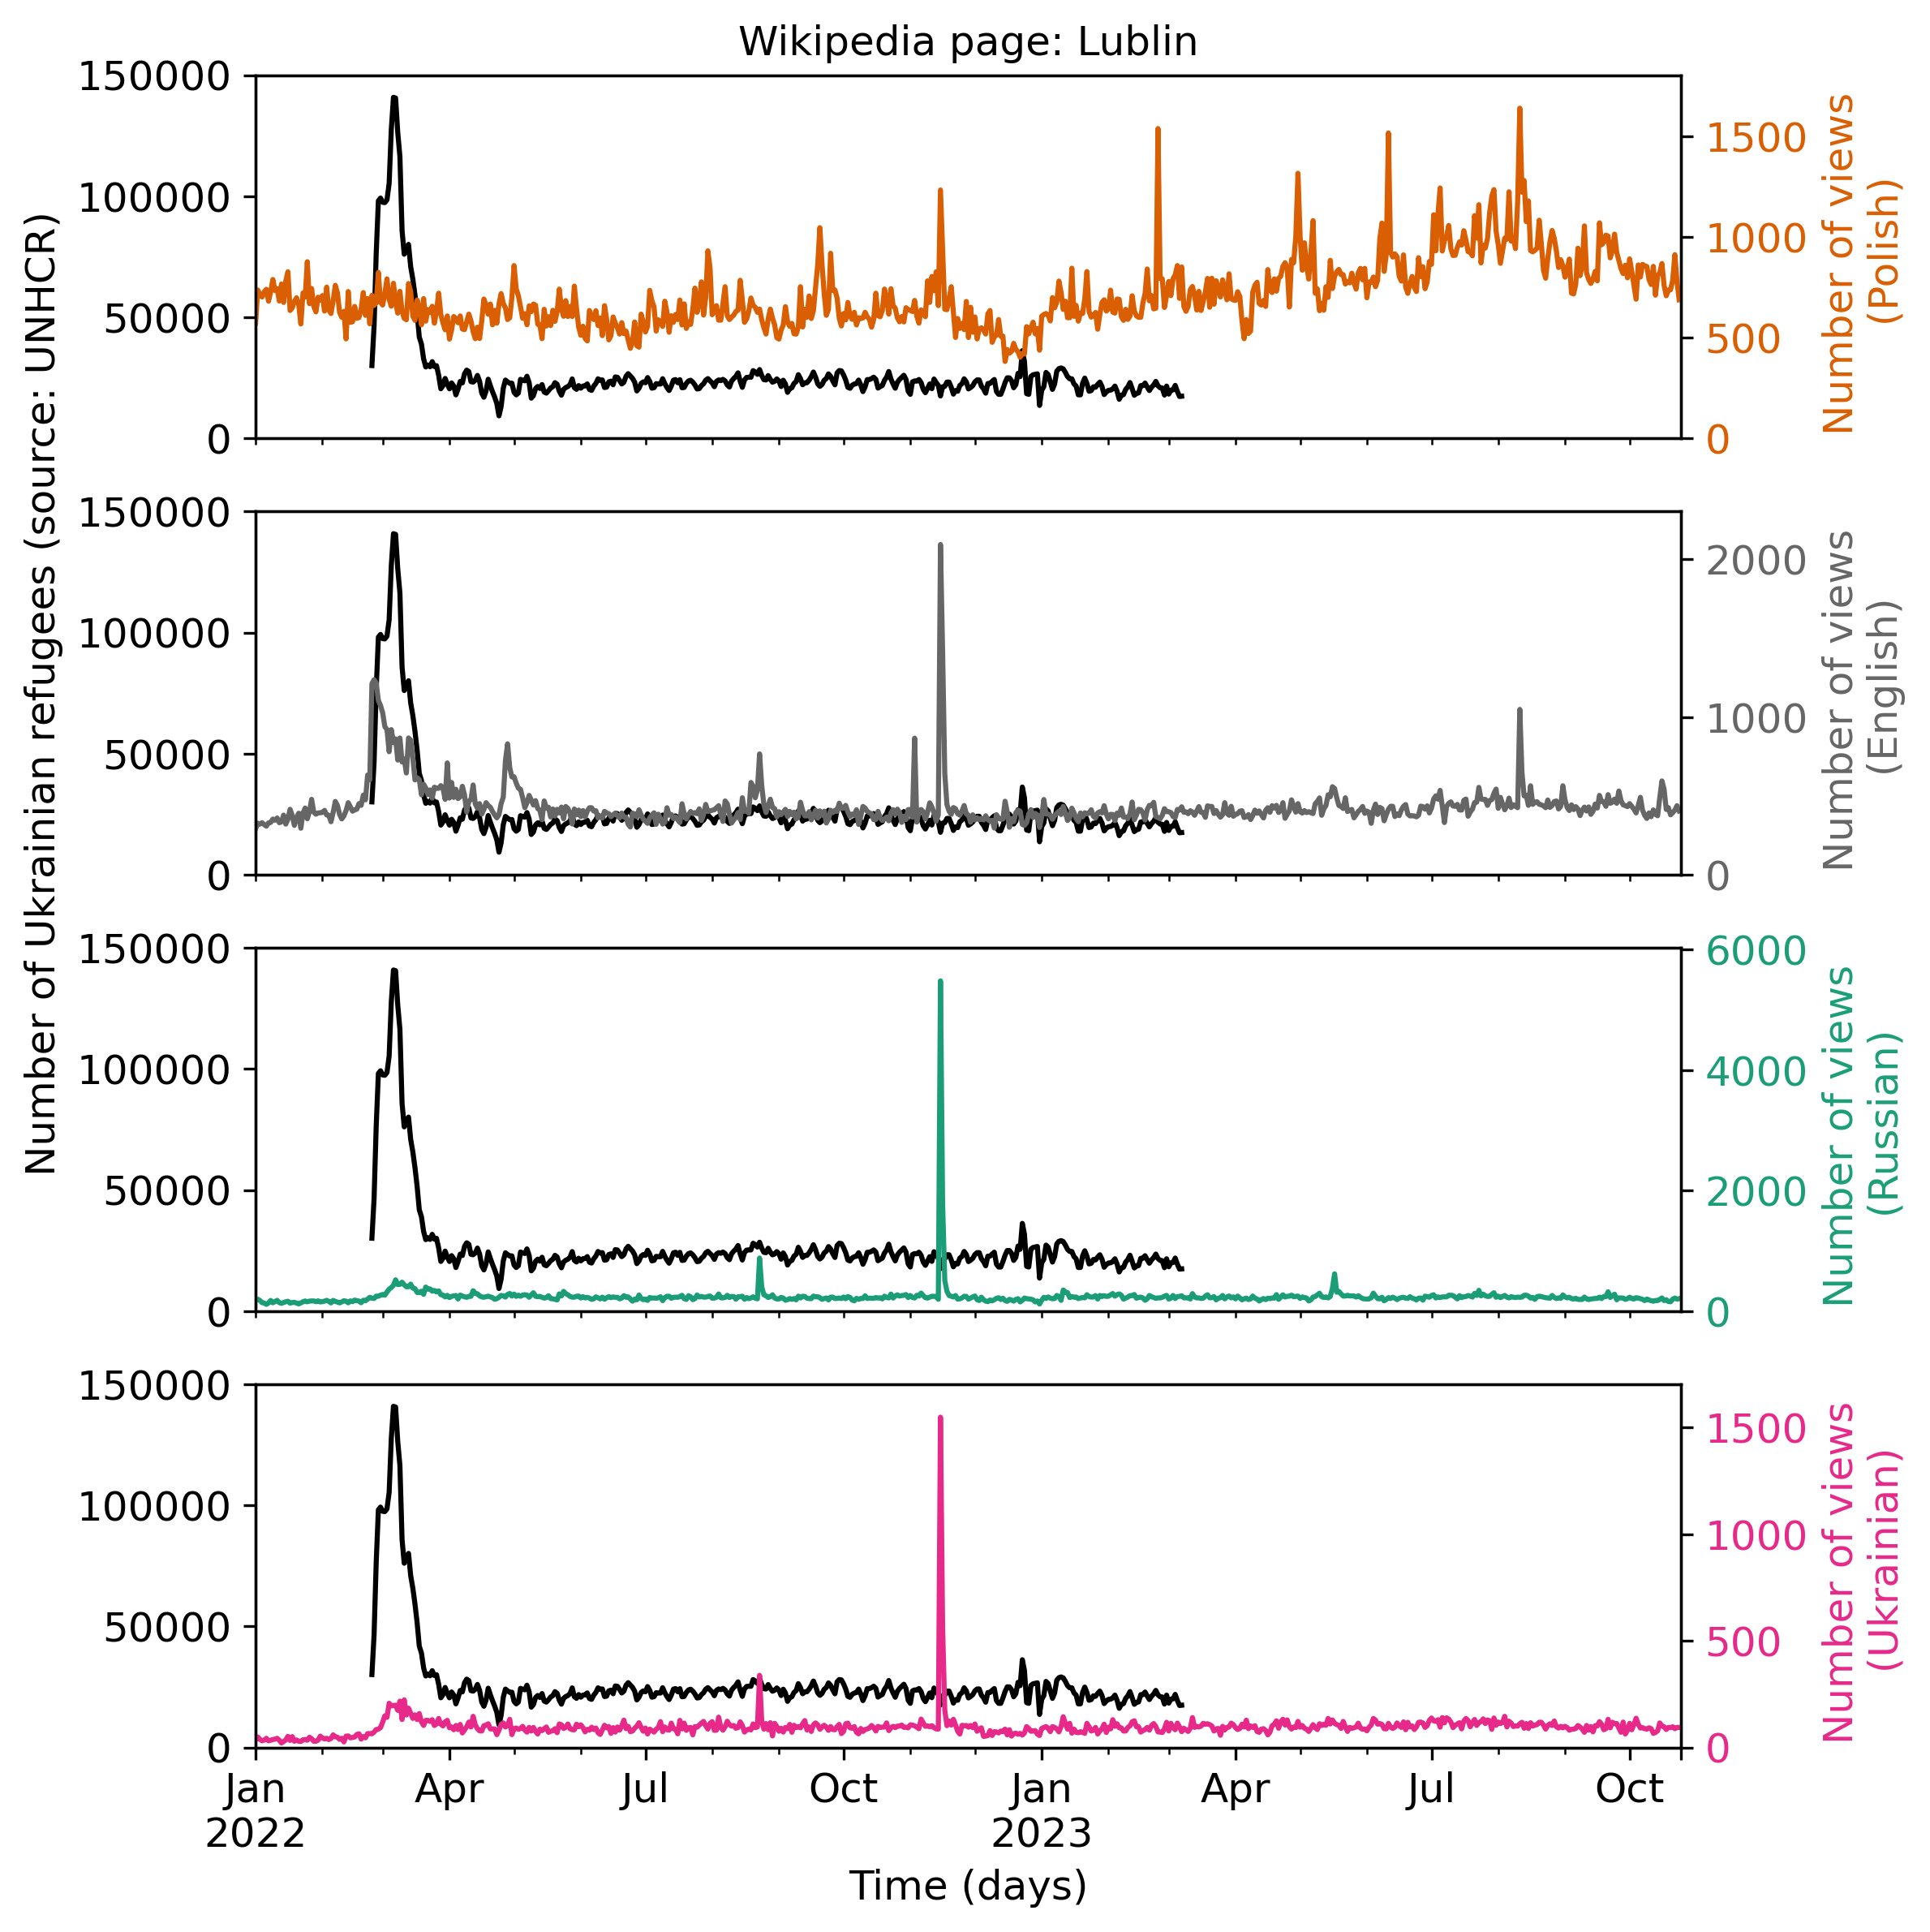 Wikipedia page: Lublin
Number of Ukrainian refugees (source: UNHCR)
150000
100000
50000
0
1500
1000
500
0
Number of views
(Polish)
150000
100000
50000
0
2000
1000
0
Number of views
(English)
150000
100000
50000
0
6000
4000
2000
0
Number of views
(Russian)
150000
100000
50000
0
1500
1000
500
0
Number of views
(Ukrainian)
Jan Apr Jul Oct Jan Apr Jul Oct
2022 2023
Time (days)